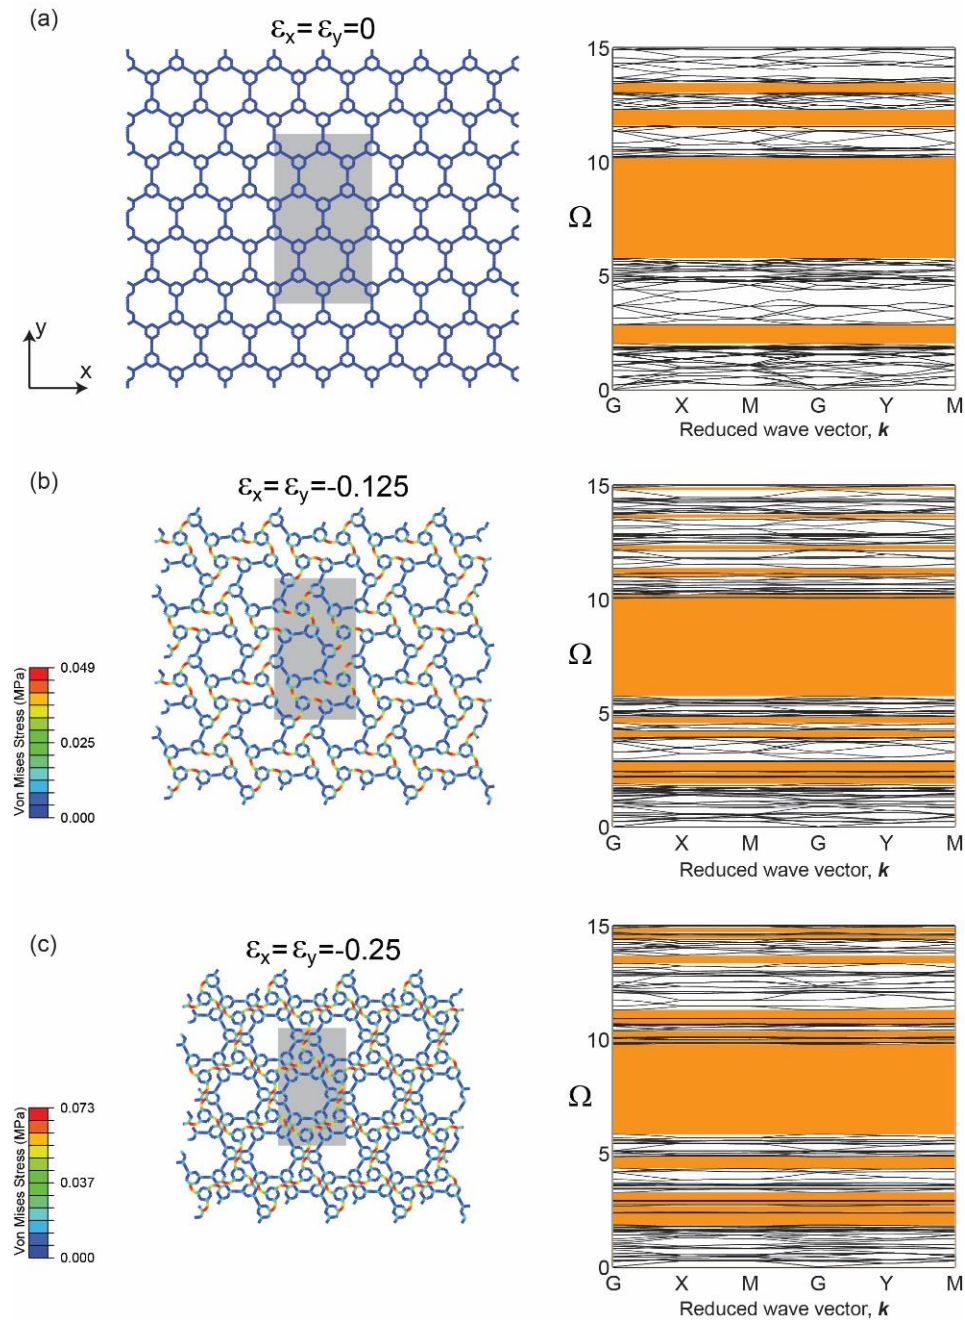 (a)
εx= εy=0
y
x
15
10
Ω
5
0
G X M G Y M
Reduced wave vector, k
(b)
εx= εy=-0.125
Von Mises Stress (MPa)
0.049
0.025
0.000
15
10
Ω
5
0
G X M G Y M
Reduced wave vector, k
(c)
εx= εy=-0.25
Von Mises Stress (MPa)
0.073
0.037
0.000
15
10
Ω
5
0
G X M G Y M
Reduced wave vector, k